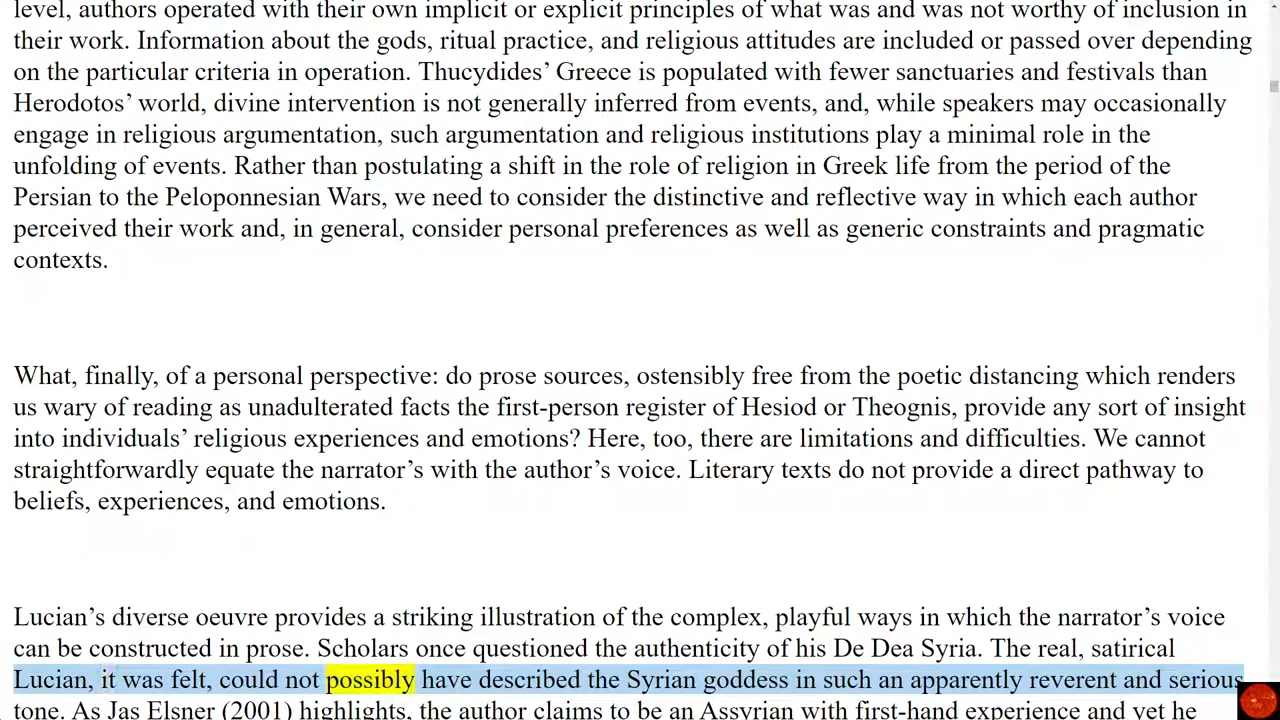 level, authors operated with their own implicit or explicit principles of what was and was not worthy of inclusion in
their work. Information about the gods, ritual practice, and religious attitudes are included or passed over depending
on the particular criteria in operation. Thucydides’ Greece is populated with fewer sanctuaries and festivals than
Herodotos’ world, divine intervention is not generally inferred from events, and, while speakers may occasionally
engage in religious argumentation, such argumentation and religious institutions play a minimal role in the
unfolding of events. Rather than postulating a shift in the role of religion in Greek life from the period of the
Persian to the Peloponnesian Wars, we need to consider the distinctive and reflective way in which each author
perceived their work and, in general, consider personal preferences as well as generic constraints and pragmatic
contexts.
What, finally, of a personal perspective: do prose sources, ostensibly free from the poetic distancing which renders
us wary of reading as unadulterated facts the first-person register of Hesiod or Theognis, provide any sort of insight
into individuals’ religious experiences and emotions? Here, too, there are limitations and difficulties. We cannot
straightforwardly equate the narrator’s with the author’s voice. Literary texts do not provide a direct pathway to
beliefs, experiences, and emotions.
Lucian’s diverse oeuvre provides a striking illustration of the complex, playful ways in which the narrator’s voice
can be constructed in prose. Scholars once questioned the authenticity of his De Dea Syria. The real, satirical
Lucian, it was felt, could not possibly have described the Syrian goddess in such an apparently reverent and serious
tone. As Jas Elsner (2001) highlights, the author claims to be an Assyrian with first-hand experience and yet he